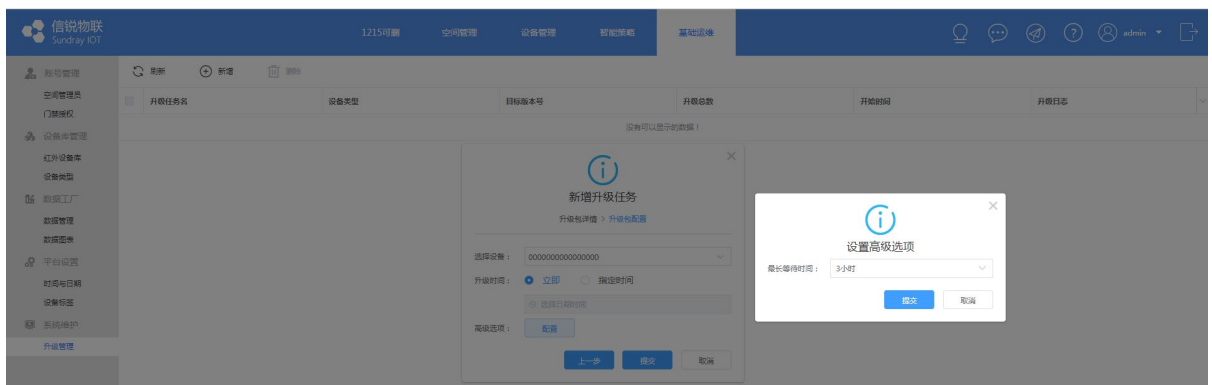 信锐物联
Sundray IOT
1215可删 空间管理 设备管理 智能策略 基础运维
admin
账号管理
空间管理员
门禁授权
设备库管理
红外设备库
设备类型
数据工厂
数据管理
数据图表
平台设置
时间与日期
设备标签
系统维护
升级管理
刷新 新增 删除
升级任务名 设备类型 目标版本号 升级总数 开始时间 升级日志
没有可以显示的数据!
新增升级任务
升级包详情 > 升级包配置
选择设备: 0000000000000000
升级时间: 立即 指定时间
选择日期时间
高级选项: 配置
上一步 提交 取消
设置高级选项
最长等待时间: 3小时
提交 取消